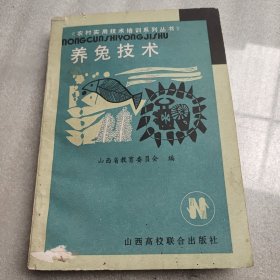 《农村实用技术培训系列丛书》
NONGCUNSHIYONGJISHU
养兔技术
山西省教育委员会 编
山西高校联合出版社